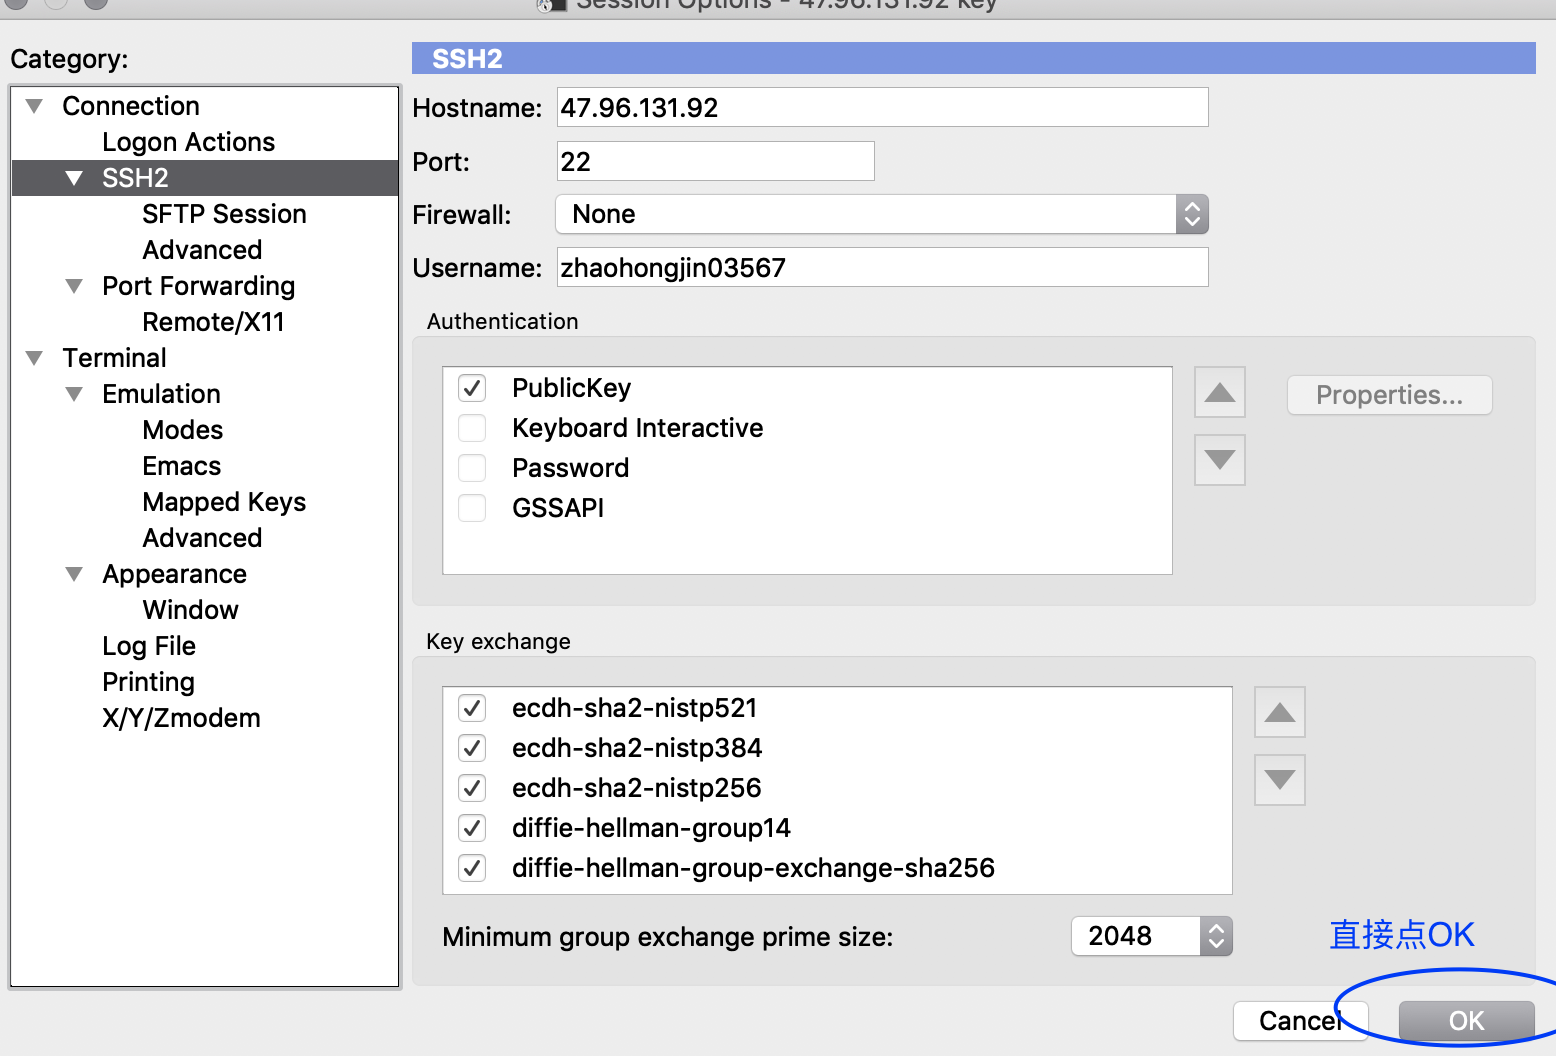 Session Options - 47.96.131.92 key
Category:
Connection
Logon Actions
SSH2
SFTP Session
Advanced
Port Forwarding
Remote/X11
Terminal
Emulation
Modes
Emacs
Mapped Keys
Advanced
Appearance
Window
Log File
Printing
X/Y/Zmodem
SSH2
Hostname: 47.96.131.92
Port: 22
Firewall: None
Username: zhaohongjin03567
Authentication
PublicKey
Keyboard Interactive
Password
GSSAPI
Properties...
Key exchange
ecdh-sha2-nistp521
ecdh-sha2-nistp384
ecdh-sha2-nistp256
diffie-hellman-group14
diffie-hellman-group-exchange-sha256
Minimum group exchange prime size: 2048
直接点OK
Cancel
OK